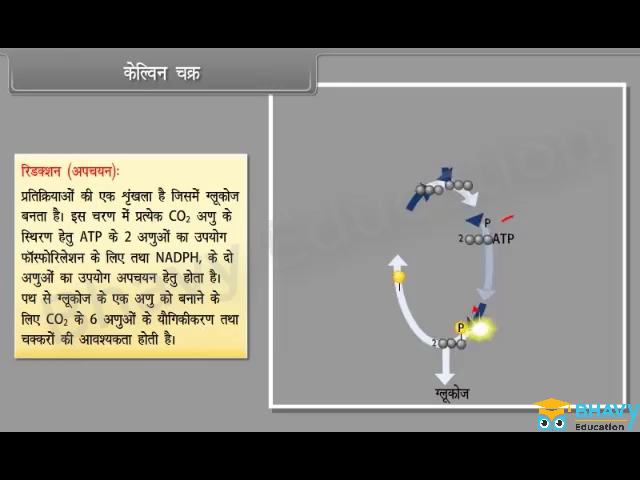 केल्विन चक्र
रिडक्शन (अपचयन):
प्रतिक्रियाओं की एक शृंखला है जिसमें ग्लूकोज
बनता है। इस चरण में प्रत्येक CO₂ अणु के
स्थिरण हेतु ATP के 2 अणुओं का उपयोग
फॉस्फोरिलेशन के लिए तथा NADPH₂ के दो
अणुओं का उपयोग अपचयन हेतु होता है।
पथ से ग्लूकोज के एक अणु को बनाने के
लिए CO₂ के 6 अणुओं के यौगिकीकरण तथा
चक्करों की आवश्यकता होती है।
P
2 ATP
P
2
ग्लूकोज
BHAVY
Education